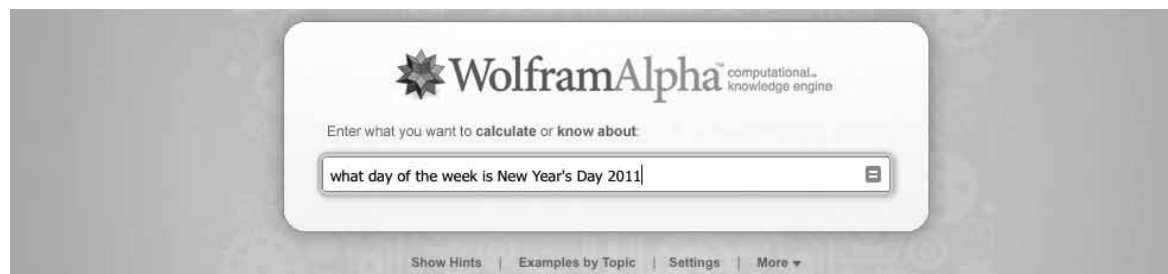 WolframAlpha™ computational..
knowledge engine
Enter what you want to calculate or know about:
what day of the week is New Year's Day 2011
Show Hints | Examples by Topic | Settings | More